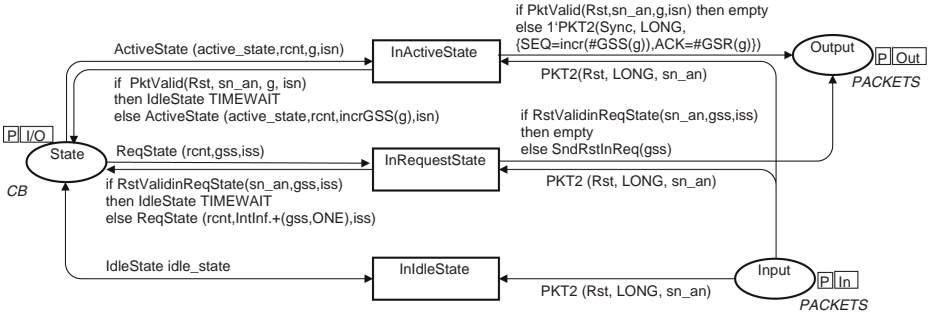 if PktValid(Rst,sn_an,g,isn) then empty
else 1'PKT2(Sync, LONG,
{SEQ=incr(#GSS(g)),ACK=#GSR(g)})
ActiveState (active_state,rcnt,g,isn)
InActiveState
Output
P Out
PACKETS
PKT2(Rst, LONG, sn_an)
if PktValid(Rst, sn_an, g, isn)
then IdleState TIMEWAIT
else ActiveState (active_state,rcnt,incrGSS(g),isn)
if RstValidinReqState(sn_an,gss,iss)
then empty
else SndRstInReq(gss)
P I/O
State
CB
ReqState (rcnt,gss,iss)
InRequestState
PKT2 (Rst, LONG, sn_an)
if RstValidinReqState(sn_an,gss,iss)
then IdleState TIMEWAIT
else ReqState (rcnt,IntInf.+(gss,ONE),iss)
IdleState idle_state
InIdleState
PKT2 (Rst, LONG, sn_an)
Input
P In
PACKETS